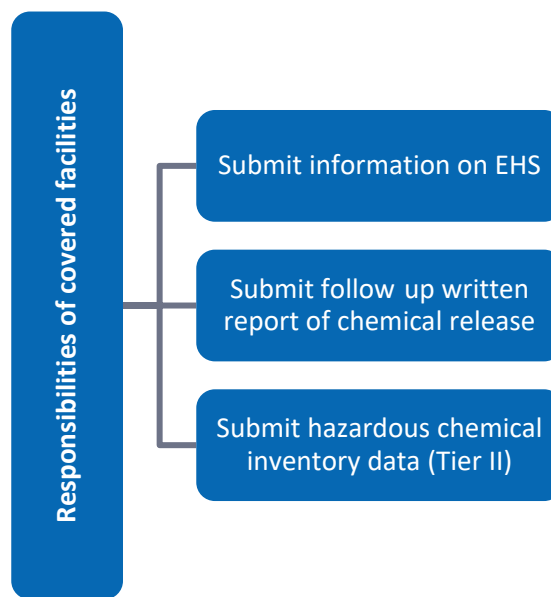 Responsibilities of covered facilities
Submit information on EHS
Submit follow up written
report of chemical release
Submit hazardous chemical
inventory data (Tier II)